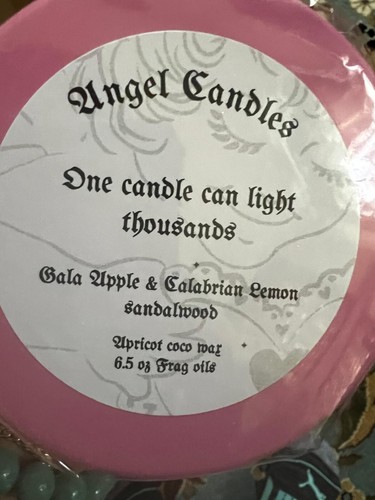 Angel Candles
One candle can light
thousands
Gala Apple & Calabrian Lemon
sandalwood
Apricot coco wax
6.5 oz Frag oils